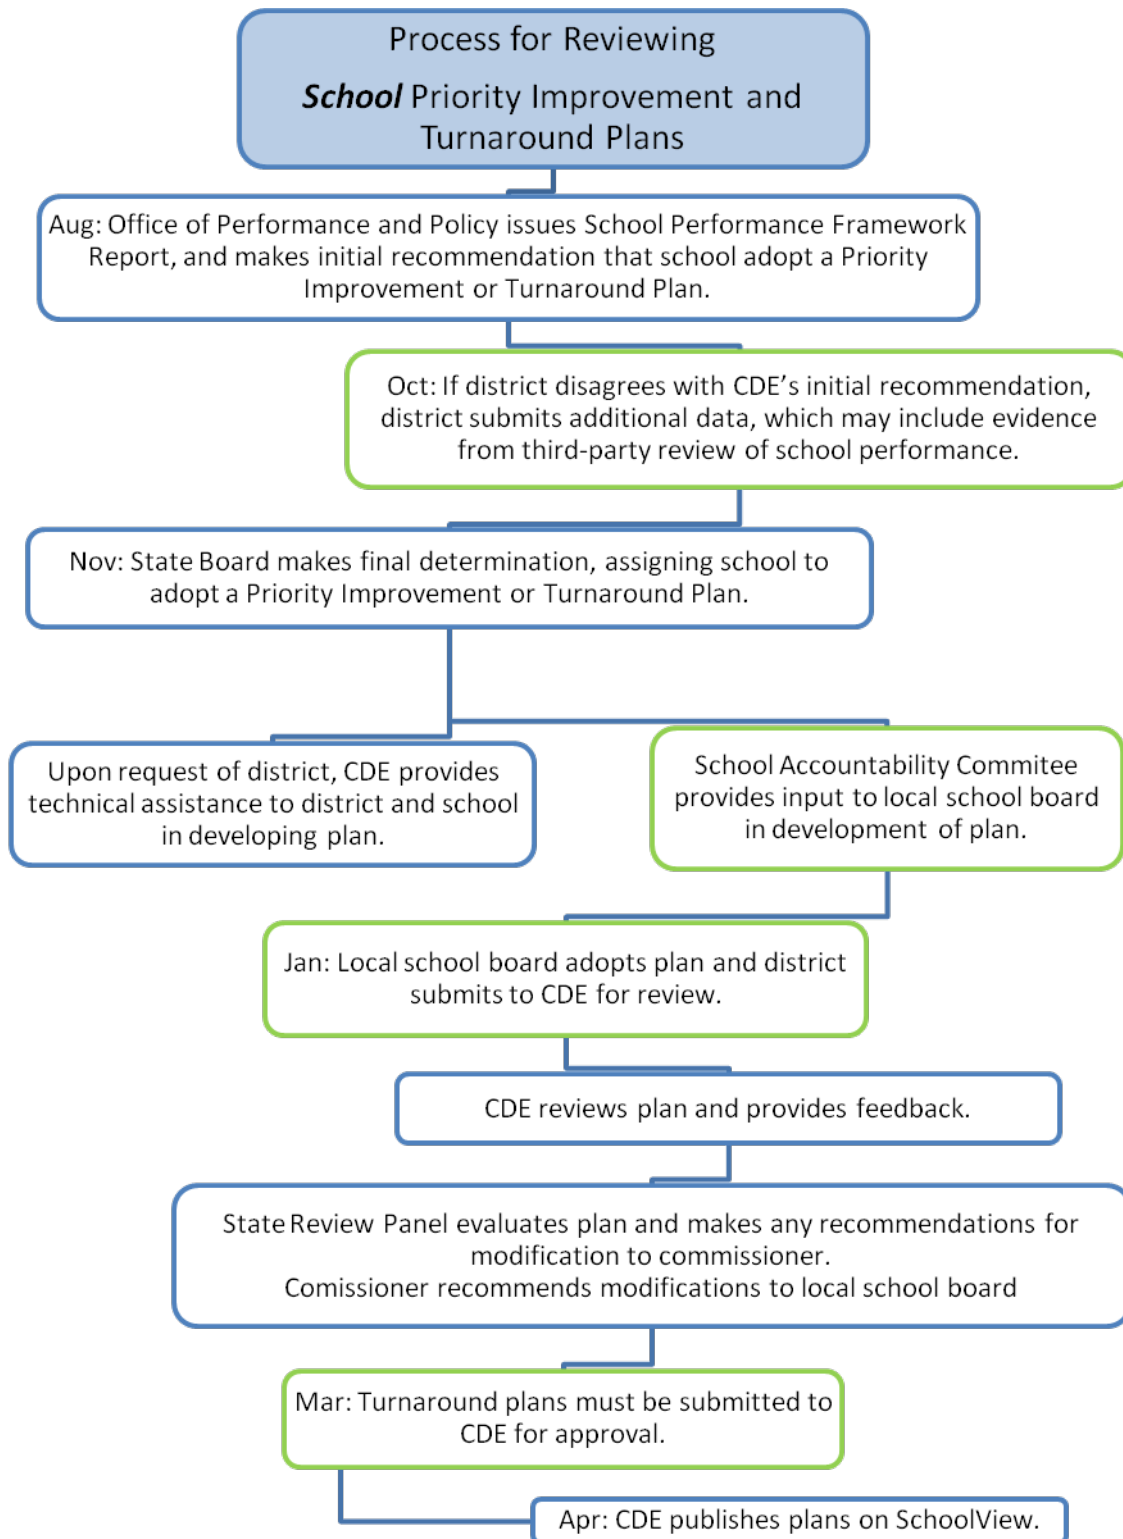 Process for Reviewing
School Priority Improvement and
Turnaround Plans
Aug: Office of Performance and Policy issues School Performance Framework
Report, and makes initial recommendation that school adopt a Priority
Improvement or Turnaround Plan.
Oct: If district disagrees with CDE’s initial recommendation,
district submits additional data, which may include evidence
from third-party review of school performance.
Nov: State Board makes final determination, assigning school to
adopt a Priority Improvement or Turnaround Plan.
Upon request of district, CDE provides
technical assistance to district and school
in developing plan.
School Accountability Commitee
provides input to local school board
in development of plan.
Jan: Local school board adopts plan and district
submits to CDE for review.
CDE reviews plan and provides feedback.
State Review Panel evaluates plan and makes any recommendations for
modification to commissioner.
Comissioner recommends modifications to local school board
Mar: Turnaround plans must be submitted to
CDE for approval.
Apr: CDE publishes plans on SchoolView.